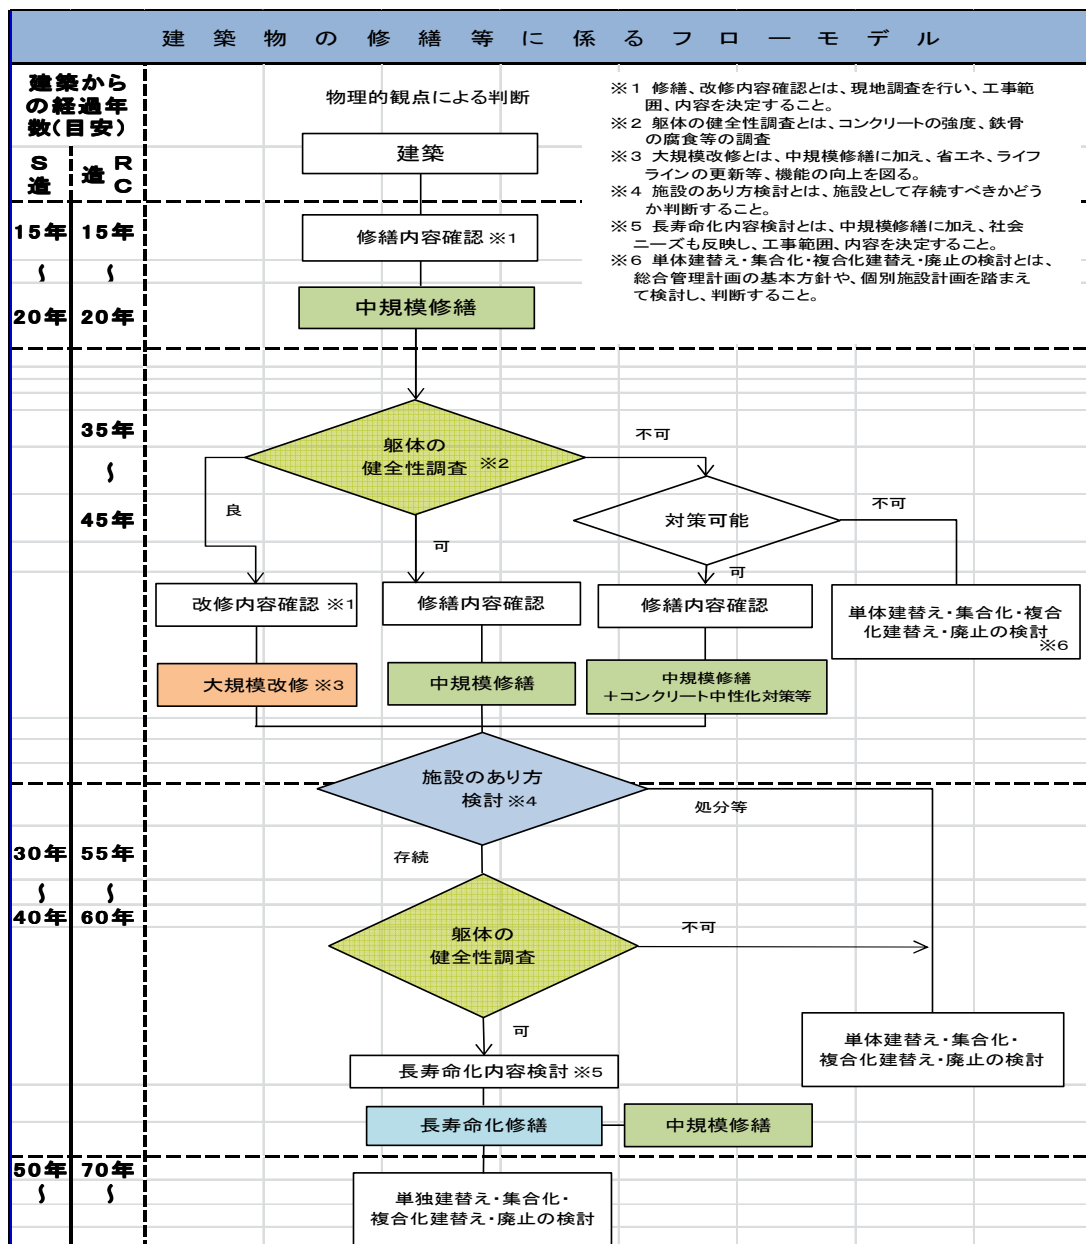 建築物の修繕等に係るフローモデル
建築から
の経過年
数(目安)
S造
RC造
物理的観点による判断
※1 修繕、改修内容確認とは、現地調査を行い、工事範
囲、内容を決定すること。
※2 躯体の健全性調査とは、コンクリートの強度、鉄骨
の腐食等の調査
※3 大規模改修とは、中規模修繕に加え、省エネ、ライフ
ラインの更新等、機能の向上を図る。
※4 施設のあり方検討とは、施設として存続すべきかどう
か判断すること。
※5 長寿命化内容検討とは、中規模修繕に加え、社会
ニーズも反映し、工事範囲、内容を決定すること。
※6 単体建替え・集合化・複合化建替え・廃止の検討とは、
総合管理計画の基本方針や、個別施設計画を踏まえ
て検討し、判断すること。
建築
15年 15年
修繕内容確認 ※1
〜 〜
中規模修繕
20年 20年
35年
〜
45年
躯体の
健全性調査 ※2
不可
良
可
対策可能
不可
可
改修内容確認 ※1
修繕内容確認
修繕内容確認
単体建替え・集合化・複合
化建替え・廃止の検討
※6
大規模改修 ※3
中規模修繕
中規模修繕
+コンクリート中性化対策等
施設のあり方
検討 ※4
処分等
存続
30年 55年
〜 〜
40年 60年
躯体の
健全性調査
不可
可
単体建替え・集合化・
複合化建替え・廃止の検討
長寿命化内容検討 ※5
長寿命化修繕
中規模修繕
50年 70年
〜 〜
単独建替え・集合化・
複合化建替え・廃止の検討